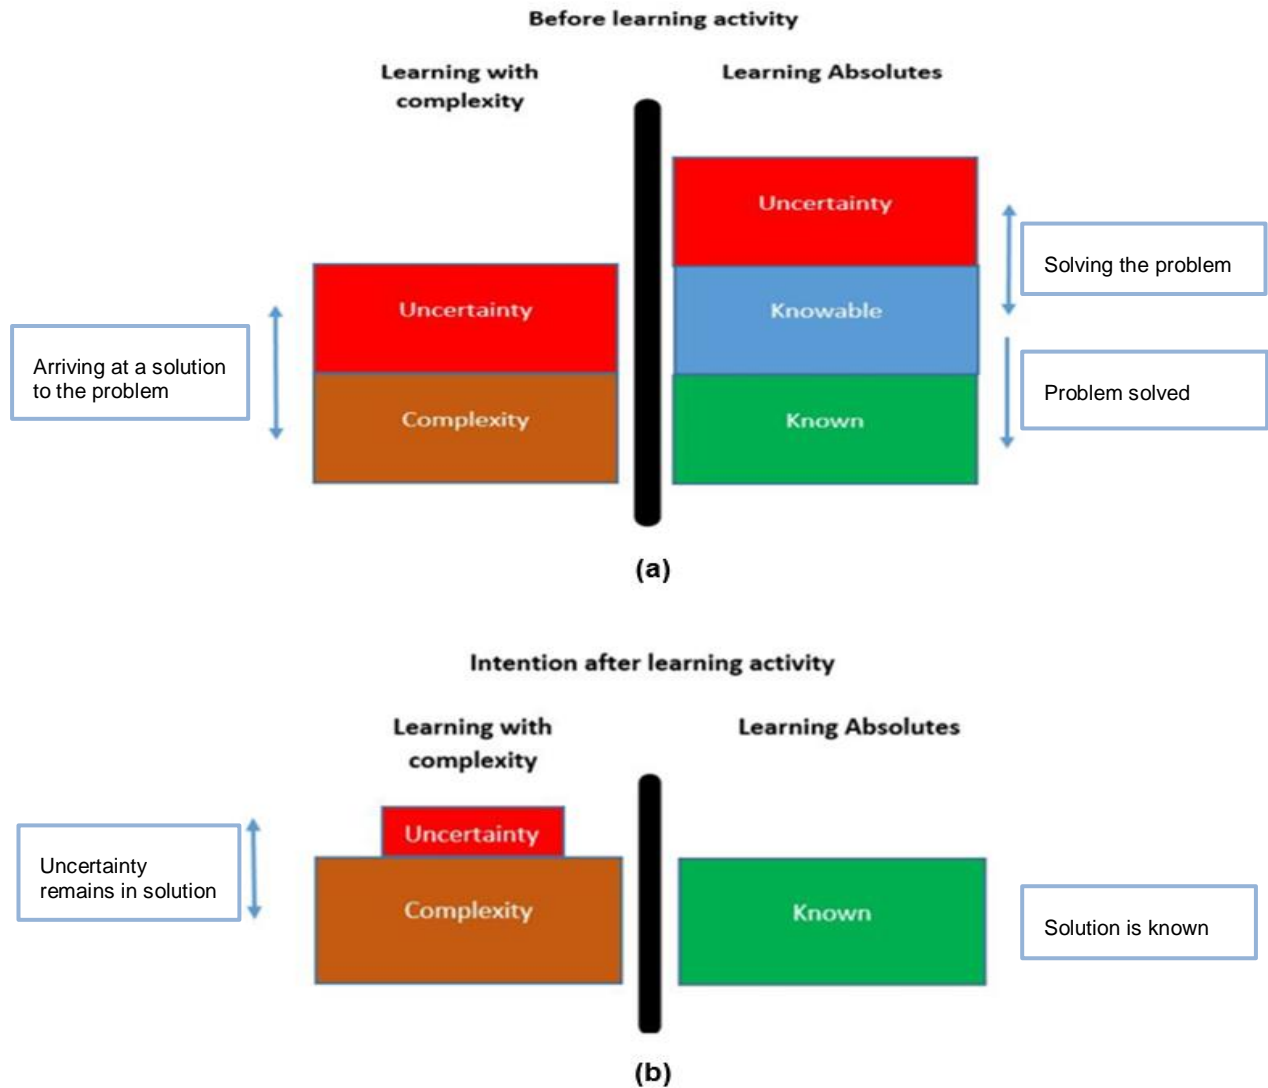 Before learning activity
Learning with
complexity
Learning Absolutes
Uncertainty
Complexity
Arriving at a solution
to the problem
Uncertainty
Knowable
Known
Solving the problem
Problem solved
(a)
Intention after learning activity
Learning with
complexity
Learning Absolutes
Uncertainty
Complexity
Uncertainty
remains in solution
Known
Solution is known
(b)